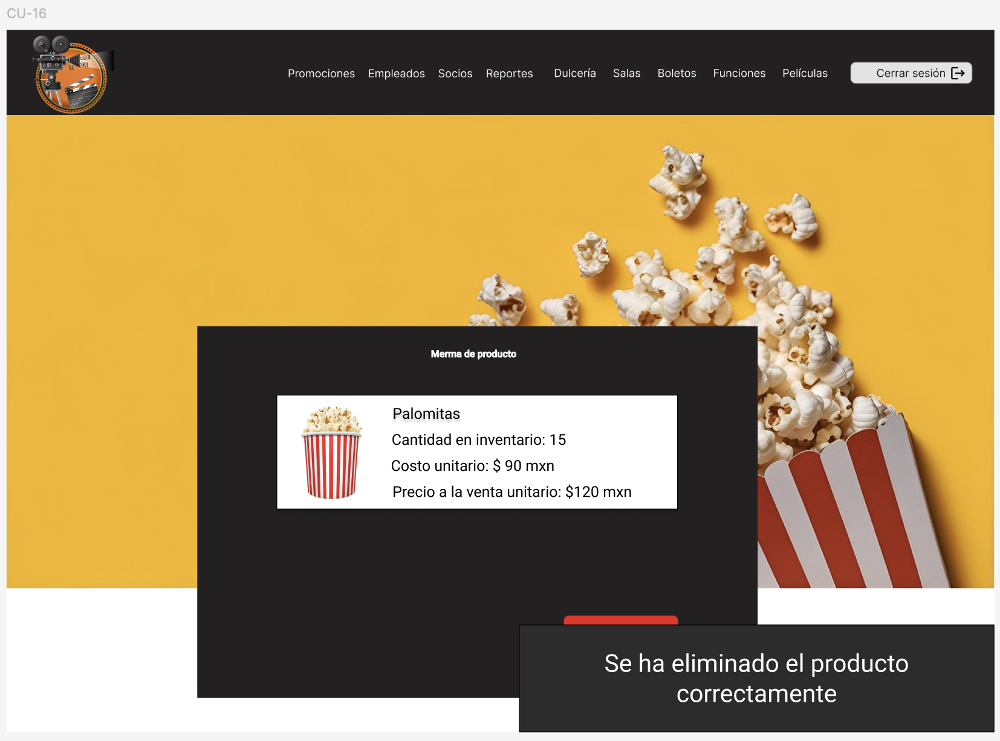 CU-16
CINE
Promociones Empleados Socios Reportes Dulcería Salas Boletos Funciones Películas Cerrar sesión
Merma de producto
Palomitas
Cantidad en inventario: 15
Costo unitario: $ 90 mxn
Precio a la venta unitario: $120 mxn
Se ha eliminado el producto
correctamente